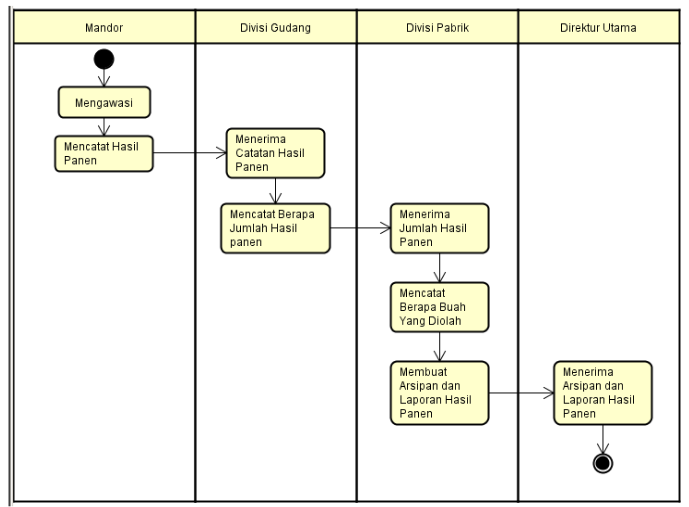 Mandor
Divisi Gudang
Divisi Pabrik
Direktur Utama
Mengawasi
Mencatat Hasil
Panen
Menerima
Catatan Hasil
Panen
Mencatat Berapa
Jumlah Hasil
panen
Menerima
Jumlah Hasil
Panen
Mencatat
Berapa Buah
Yang Diolah
Membuat
Arsipan dan
Laporan Hasil
Panen
Menerima
Arsipan dan
Laporan Hasil
Panen